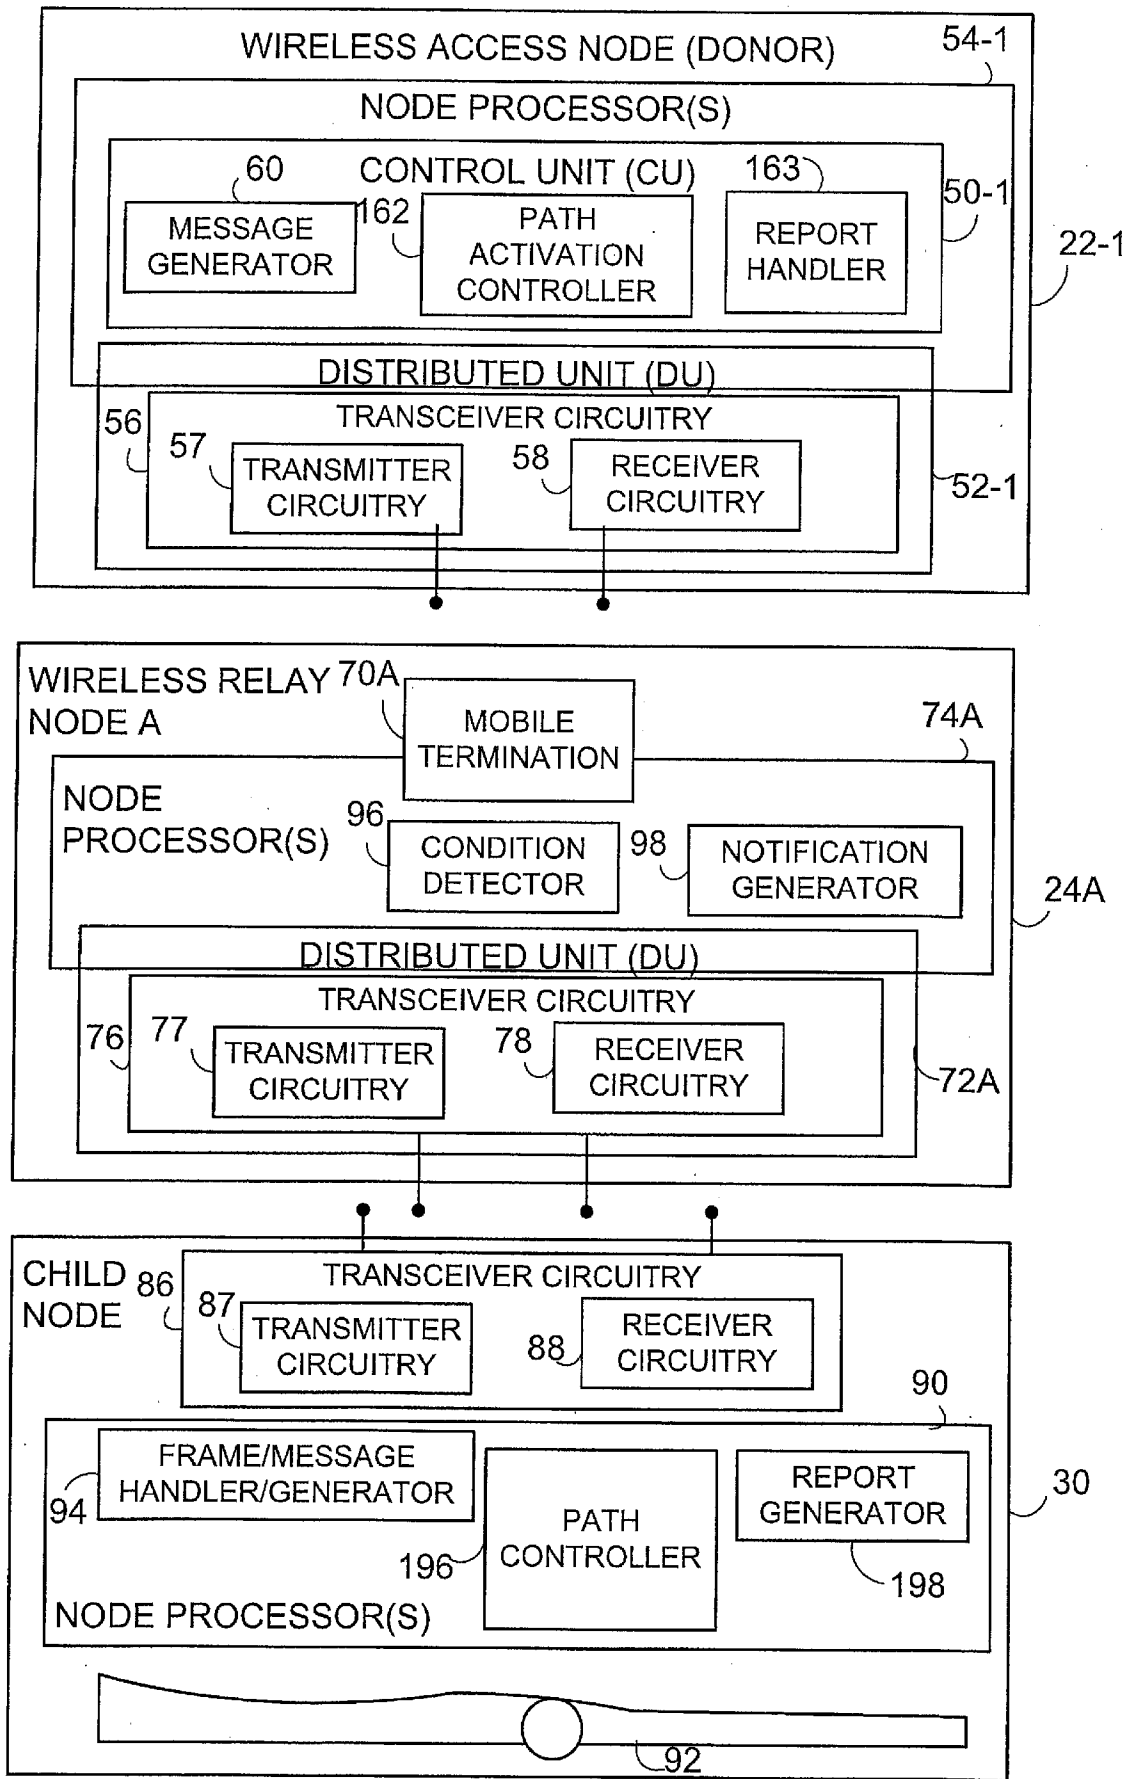 WIRELESS ACCESS NODE (DONOR)
54-1
NODE PROCESSOR(S)
60
CONTROL UNIT (CU)
163
50-1
MESSAGE
GENERATOR
162
PATH
ACTIVATION
CONTROLLER
REPORT
HANDLER
22-1
DISTRIBUTED UNIT (DU)
TRANSCEIVER CIRCUITRY
56
57
TRANSMITTER
CIRCUITRY
58
RECEIVER
CIRCUITRY
52-1
WIRELESS RELAY
NODE A
70A
MOBILE
TERMINATION
74A
NODE
PROCESSOR(S)
96
CONDITION
DETECTOR
98
NOTIFICATION
GENERATOR
24A
DISTRIBUTED UNIT (DU)
TRANSCEIVER CIRCUITRY
76
77
TRANSMITTER
CIRCUITRY
78
RECEIVER
CIRCUITRY
72A
CHILD
NODE
86
TRANSCEIVER CIRCUITRY
87
TRANSMITTER
CIRCUITRY
88
RECEIVER
CIRCUITRY
90
FRAME/MESSAGE
HANDLER/GENERATOR
94
PATH
CONTROLLER
196
REPORT
GENERATOR
198
30
NODE PROCESSOR(S)
92